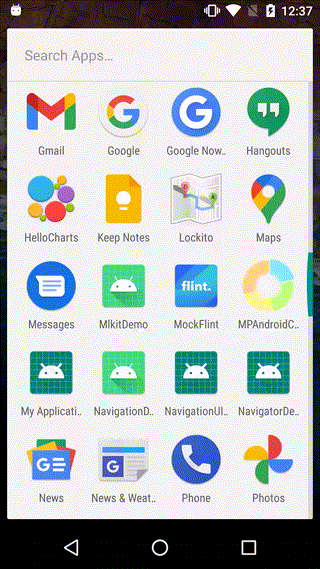 12:37
Search Apps...
Gmail
Google
Google Now..
Hangouts
HelloCharts
Keep Notes
Lockito
Maps
flint.
Messages
MlkitDemo
MockFlint
MPAndroidC..
My Applicati..
NavigationD..
NavigationUI..
NavigatorDe..
News
News & Weat..
Phone
Photos